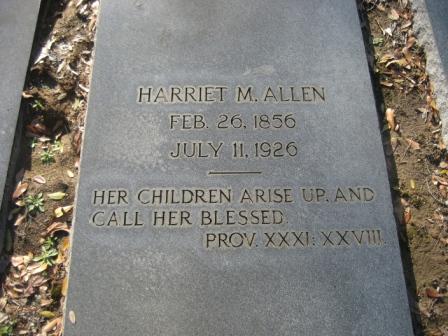 HARRIET M. ALLEN
FEB. 26, 1856
JULY 11, 1926
HER CHILDREN ARISE UP, AND
CALL HER BLESSED.
PROV. XXXI: XXVIII.